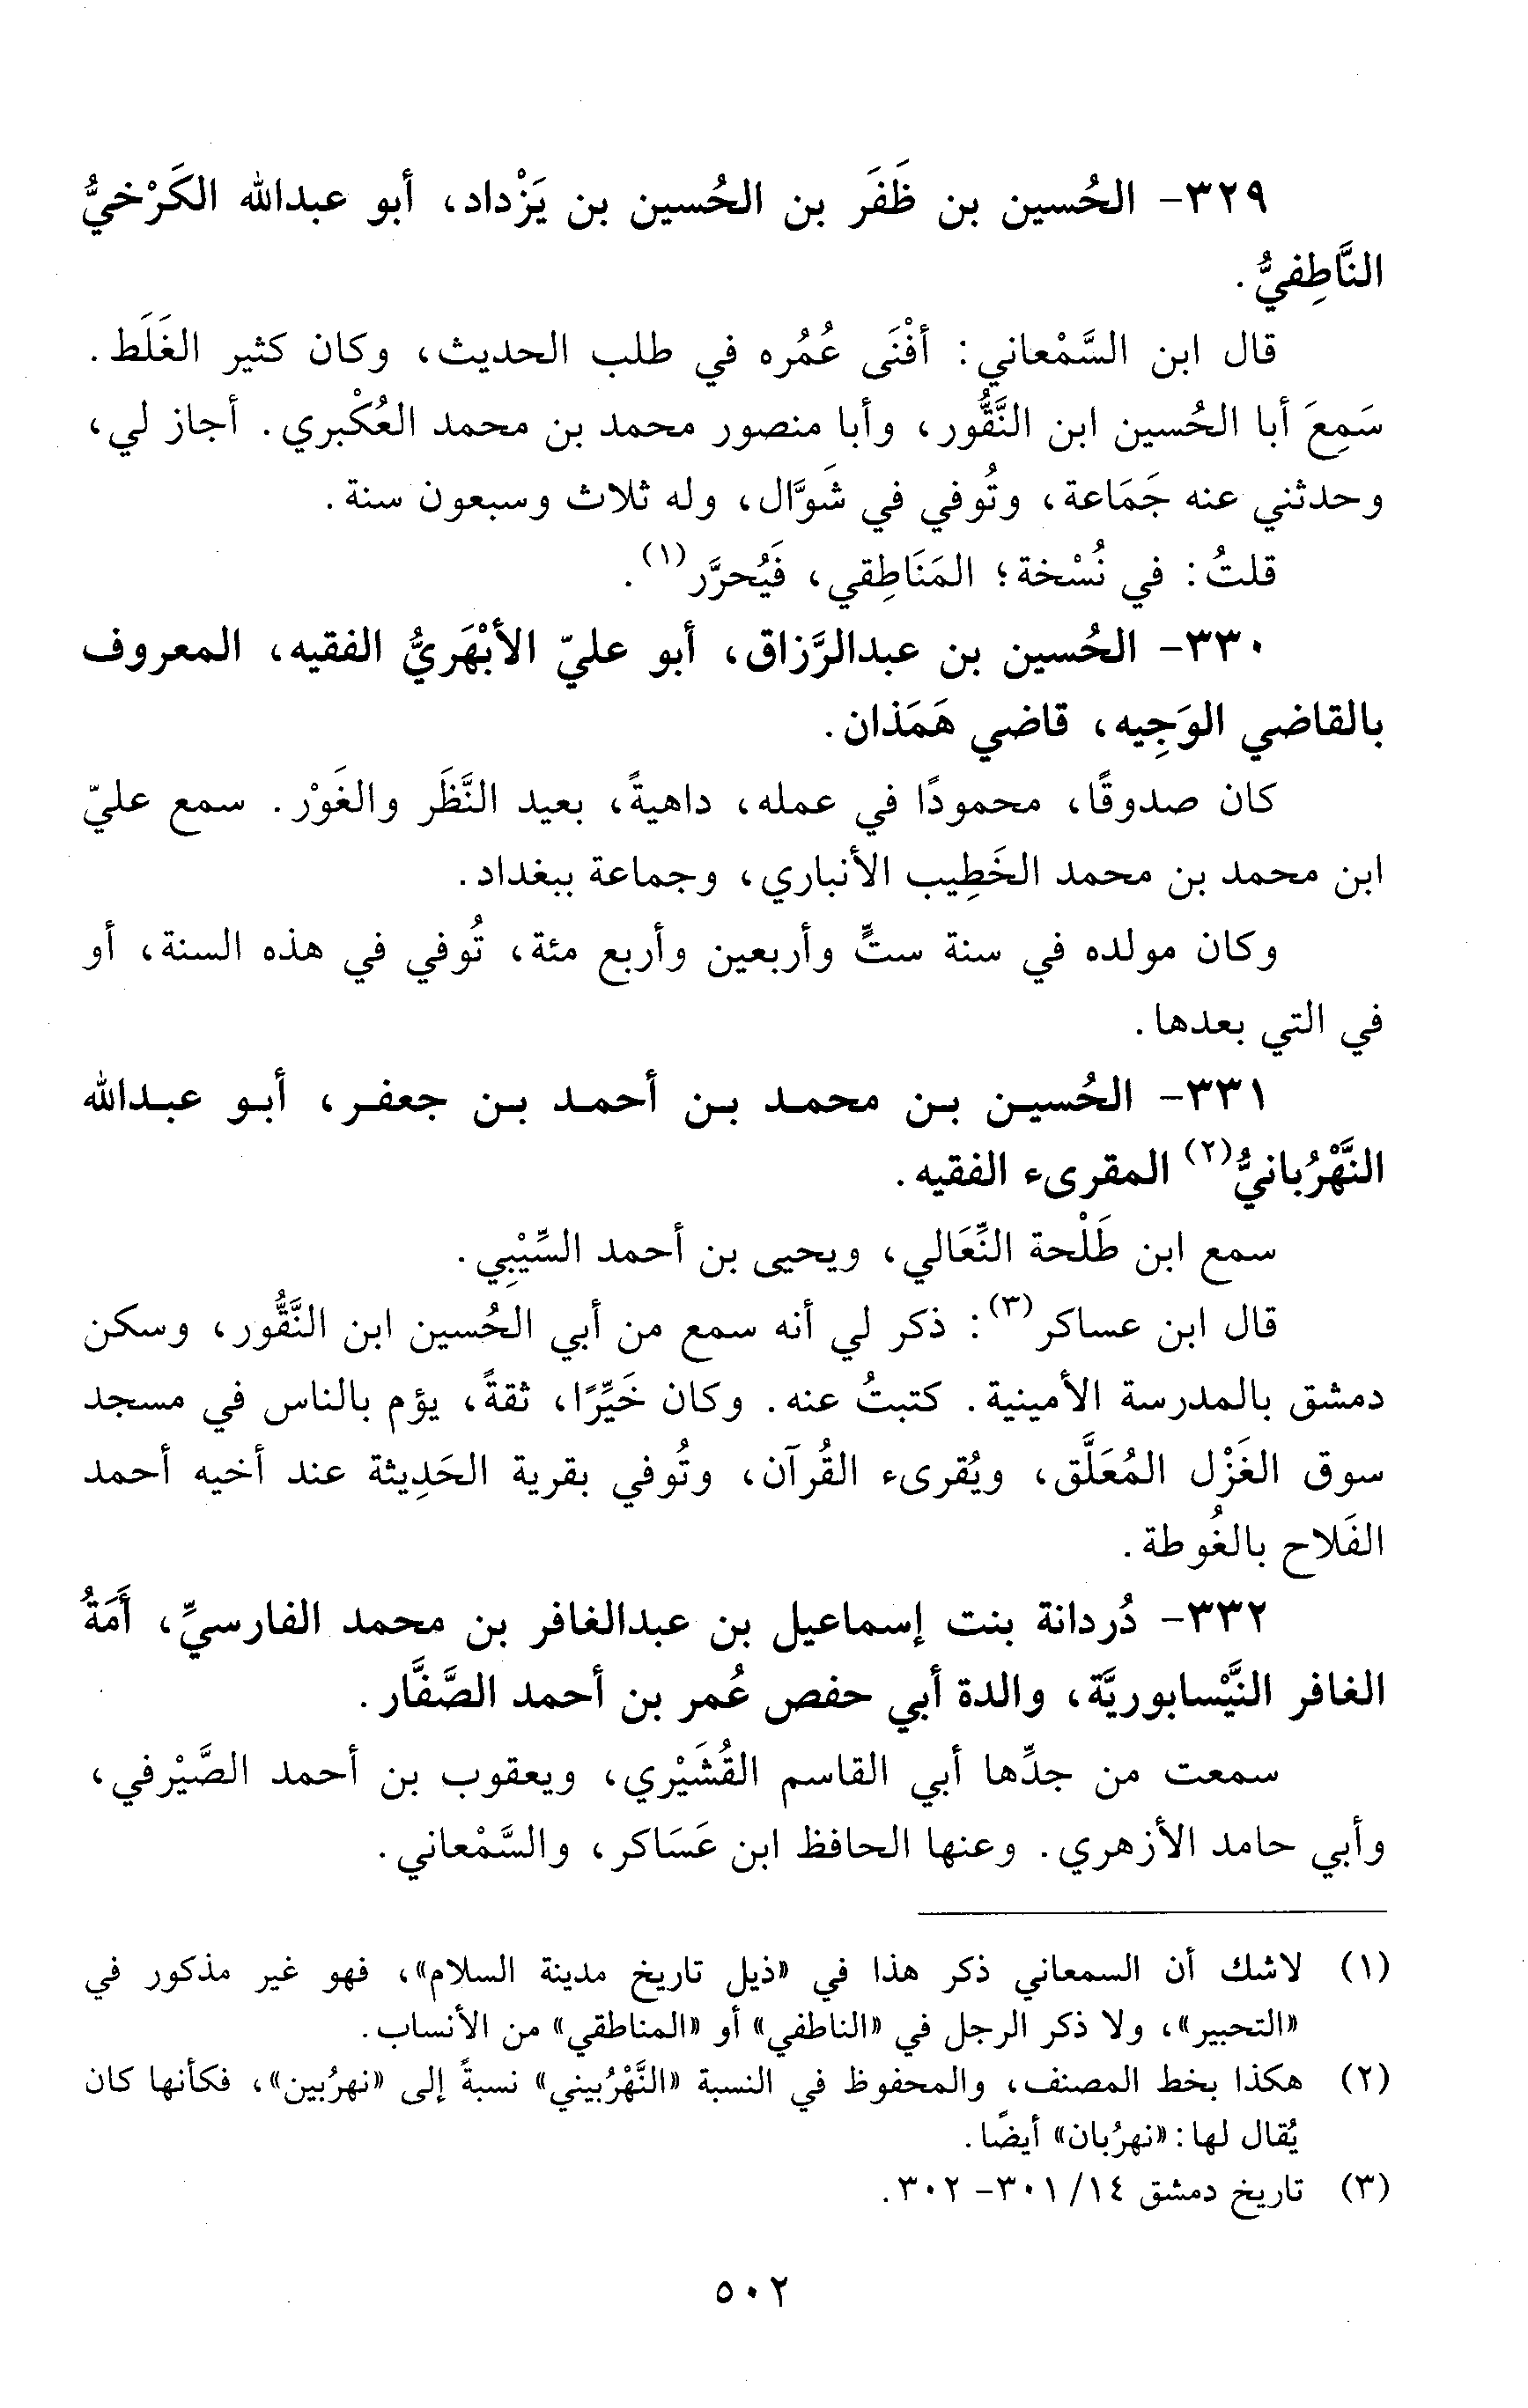 ٣٢٩- الحُسين بن ظَفَر بن الحُسين بن يَزْداد، أبو عبدالله الكَرْخيُّ
النَّاطِفيُّ.
قال ابن السَّمْعاني: أفْنَى عُمُره في طلب الحديث، وكان كثير الغَلَط.
سَمِعَ أبا الحُسين ابن النَّقُّور، وأبا منصور محمد بن محمد العُكْبري. أجاز لي،
وحدثني عنه جَمَاعة، وتُوفي في شَوَّال، وله ثلاث وسبعون سنة.
قلتُ: في نُسْخة؛ المَنَاطِقي، فَيُحرَّر(١).
٣٣٠- الحُسين بن عبدالرَّزاق، أبو عليّ الأبْهَريُّ الفقيه، المعروف
بالقاضي الوَجِيه، قاضي هَمَذان.
كان صدوقًا، محمودًا في عمله، داهيةً، بعيد النَّظَر والغَوْر. سمع عليّ
ابن محمد بن محمد الخَطِيب الأنباري، وجماعة ببغداد.
وكان مولده في سنة ستٍّ وأربعين وأربع مئة، تُوفي في هذه السنة، أو
في التي بعدها.
٣٣١- الحُسين بن محمد بن أحمد بن جعفر، أبو عبدالله
النَّهْرُبانيُّ(٢) المقرىء الفقيه.
سمع ابن طَلْحة النِّعَالي، ويحيى بن أحمد السِّيْبِي.
قال ابن عساكر(٣): ذكر لي أنه سمع من أبي الحُسين ابن النَّقُّور، وسكن
دمشق بالمدرسة الأمينية. كتبتُ عنه. وكان خَيِّرًا، ثقةً، يؤم بالناس في مسجد
سوق الغَزْل المُعَلَّق، ويُقرىء القُرآن، وتُوفي بقرية الحَدِيثة عند أخيه أحمد
الفَلاح بالغُوطة.
٣٣٢- دُردانة بنت إسماعيل بن عبدالغافر بن محمد الفارسيِّ، أَمَةُ
الغافر النَّيْسابوريَّة، والدة أبي حفص عُمر بن أحمد الصَّفَّار.
سمعت من جدِّها أبي القاسم القُشَيْري، ويعقوب بن أحمد الصَّيْرفي،
وأبي حامد الأزهري. وعنها الحافظ ابن عَسَاكر، والسَّمْعاني.
(١) لاشك أن السمعاني ذكر هذا في «ذيل تاريخ مدينة السلام»، فهو غير مذكور في
«التحبير»، ولا ذكر الرجل في «الناطفي» أو «المناطقي» من الأنساب.
(٢) هكذا بخط المصنف، والمحفوظ في النسبة «النَّهْرُبيني» نسبةً إلى «نهرُبين»، فكأنها كان
يُقال لها: «نهرُبان» أيضًا.
(٣) تاريخ دمشق ١٤/ ٣٠١- ٣٠٢.
٥٠٢